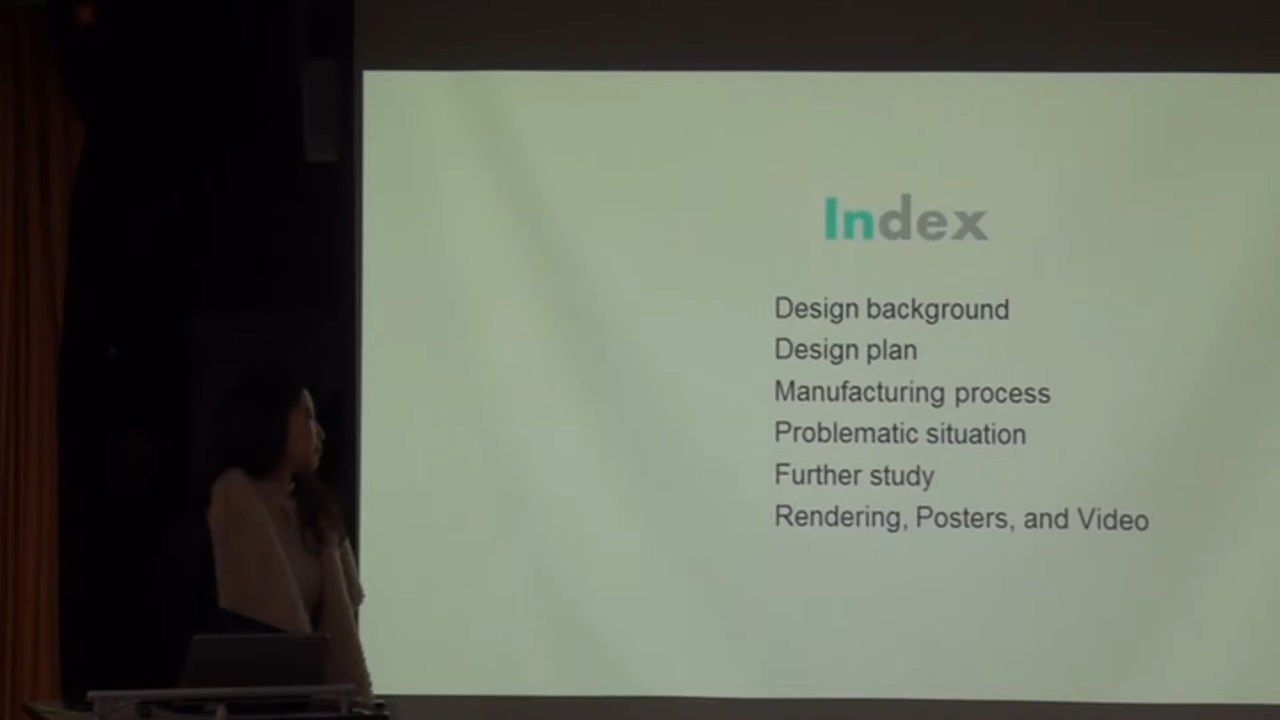 Index
Design background
Design plan
Manufacturing process
Problematic situation
Further study
Rendering, Posters, and Video